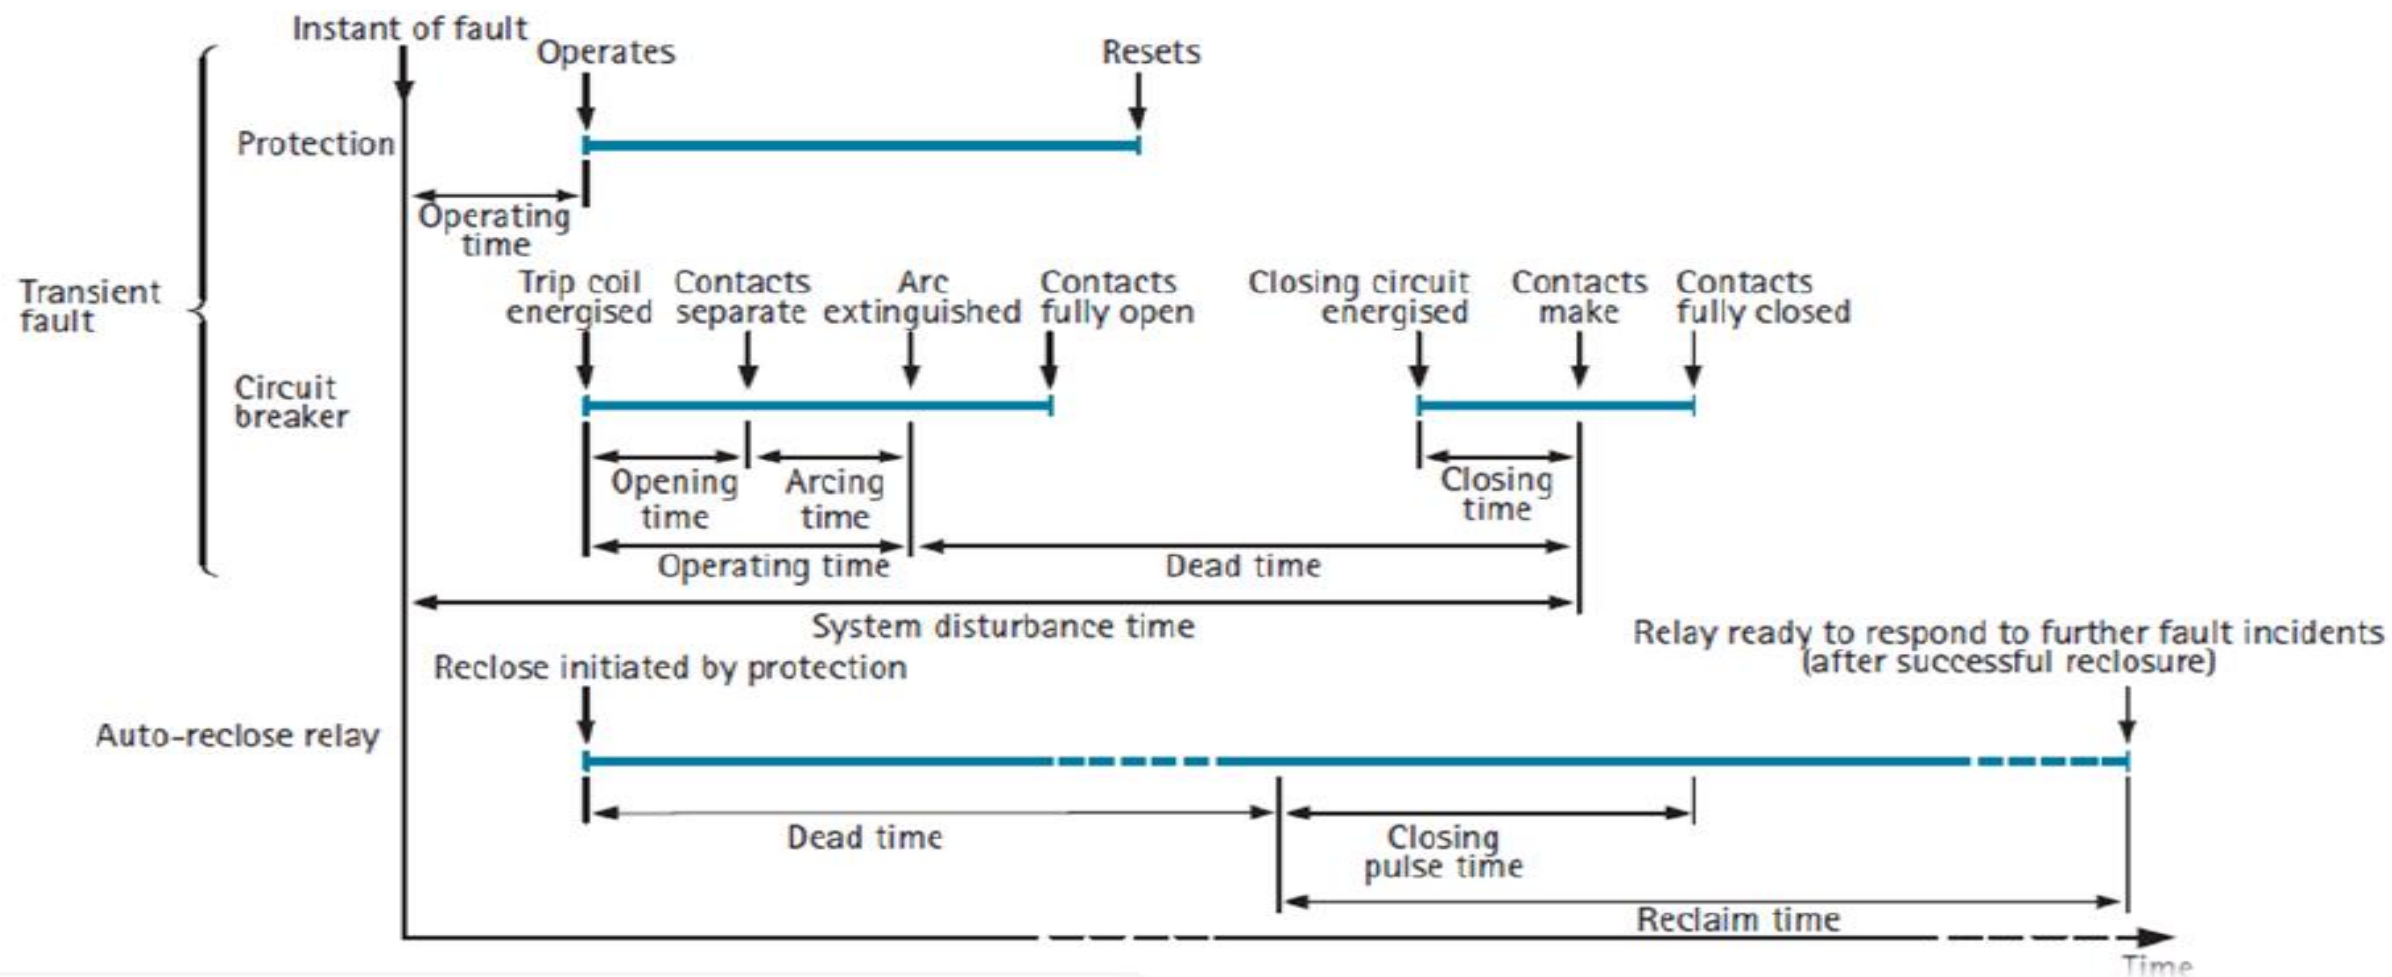 Instant of fault
Operates
Resets
Protection
Operating
time
Transient
fault
Trip coil
energised
Contacts
separate
Arc
extinguished
Contacts
fully open
Closing circuit
energised
Contacts
make
Contacts
fully closed
Circuit
breaker
Opening
time
Arcing
time
Closing
time
Operating time
Dead time
System disturbance time
Relay ready to respond to further fault incidents
(after successful reclosure)
Reclose initiated by protection
Auto-reclose relay
Dead time
Closing
pulse time
Reclaim time
Time